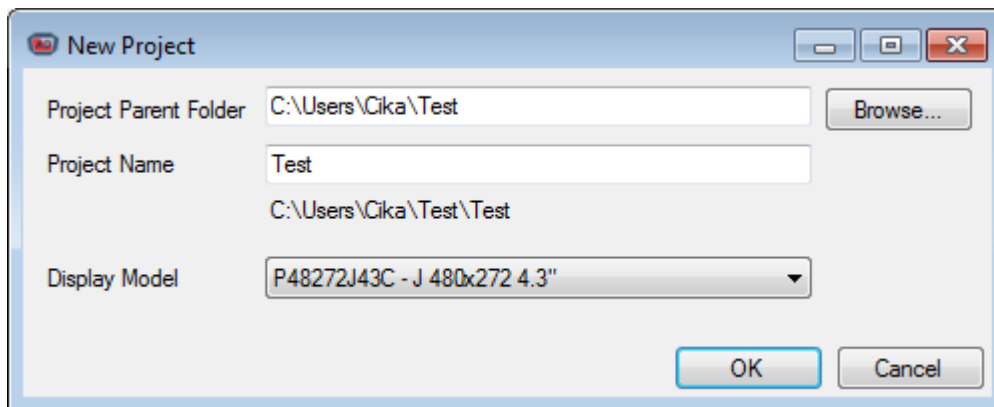 New Project
Project Parent Folder C:\Users\Cika\Test Browse...
Project Name Test
C:\Users\Cika\Test\Test
Display Model P48272J43C - J 480x272 4.3"
OK Cancel